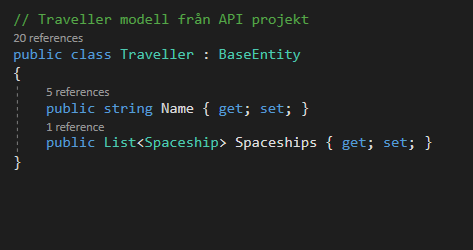 // Traveller modell från API projekt
20 references
public class Traveller : BaseEntity
{
5 references
public string Name { get; set; }
1 reference
public List<Spaceship> Spaceships { get; set; }
}